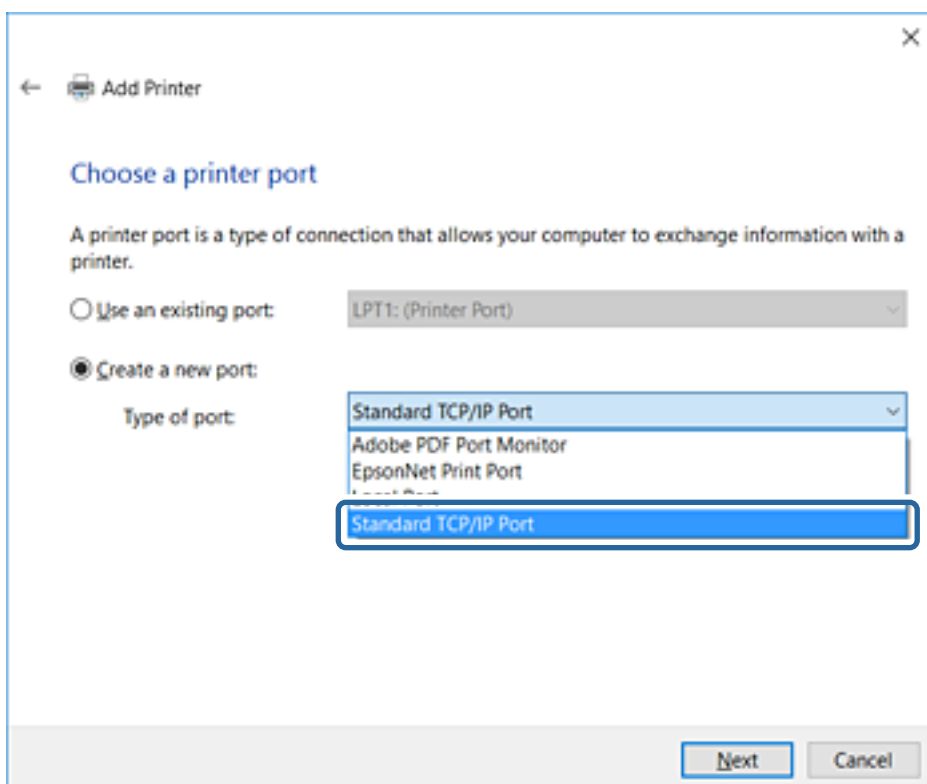 Add Printer
Choose a printer port
A printer port is a type of connection that allows your computer to exchange information with a
printer.
Use an existing port:
LPT1: (Printer Port)
Create a new port:
Type of port:
Standard TCP/IP Port
Adobe PDF Port Monitor
EpsonNet Print Port
Local Port
Standard TCP/IP Port
Next
Cancel